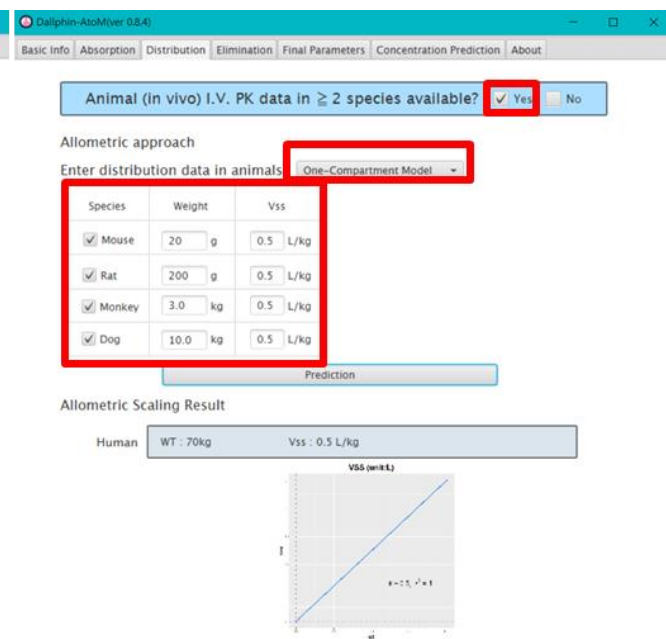 Dallphin-AtoM(ver 0.8.4)
Basic Info Absorption Distribution Elimination Final Parameters Concentration Prediction About
Animal (in vivo) I.V. PK data in ≧ 2 species available? Yes No
Allometric approach
Enter distribution data in animals One-Compartment Model
Species Weight Vss
Mouse 20 g 0.5 L/kg
Rat 200 g 0.5 L/kg
Monkey 3.0 kg 0.5 L/kg
Dog 10.0 kg 0.5 L/kg
Prediction
Allometric Scaling Result
Human WT : 70kg Vss : 0.5 L/kg
VSS (unit:L)